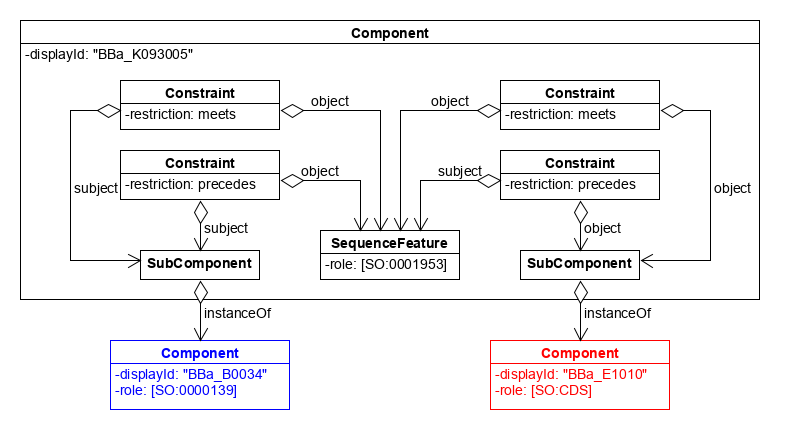 Component
-displayId: "BBa_K093005"
Constraint
-restriction: meets
object
object
Constraint
-restriction: meets
Constraint
-restriction: precedes
object
subject
Constraint
-restriction: precedes
subject
object
subject
object
SequenceFeature
-role: [SO:0001953]
SubComponent
SubComponent
instanceOf
instanceOf
Component
-displayId: "BBa_B0034"
-role: [SO:0000139]
Component
-displayId: "BBa_E1010"
-role: [SO:CDS]